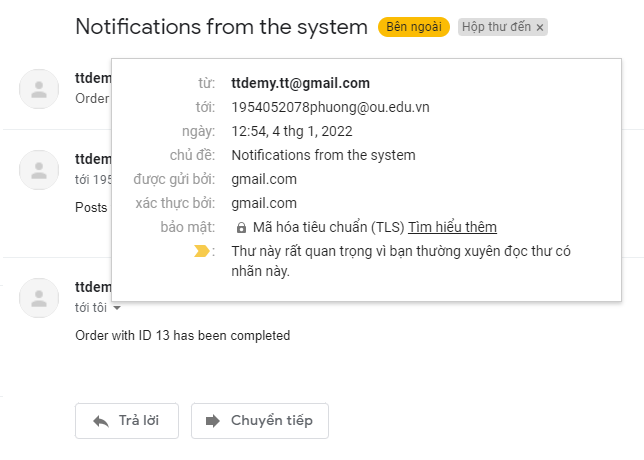 Notifications from the system Bên ngoài Hộp thư đến ×
ttdemy
Order
từ: ttdemy.tt@gmail.com
tới: 1954052078phuong@ou.edu.vn
ngày: 12:54, 4 thg 1, 2022
chủ đề: Notifications from the system
được gửi bởi: gmail.com
xác thực bởi: gmail.com
bảo mật: Mã hóa tiêu chuẩn (TLS) Tìm hiểu thêm
: Thư này rất quan trọng vì bạn thường xuyên đọc thư có
nhãn này.
ttdemy
tới 195
Posts
ttdemy
tới tôi
Order with ID 13 has been completed
Trả lời Chuyển tiếp